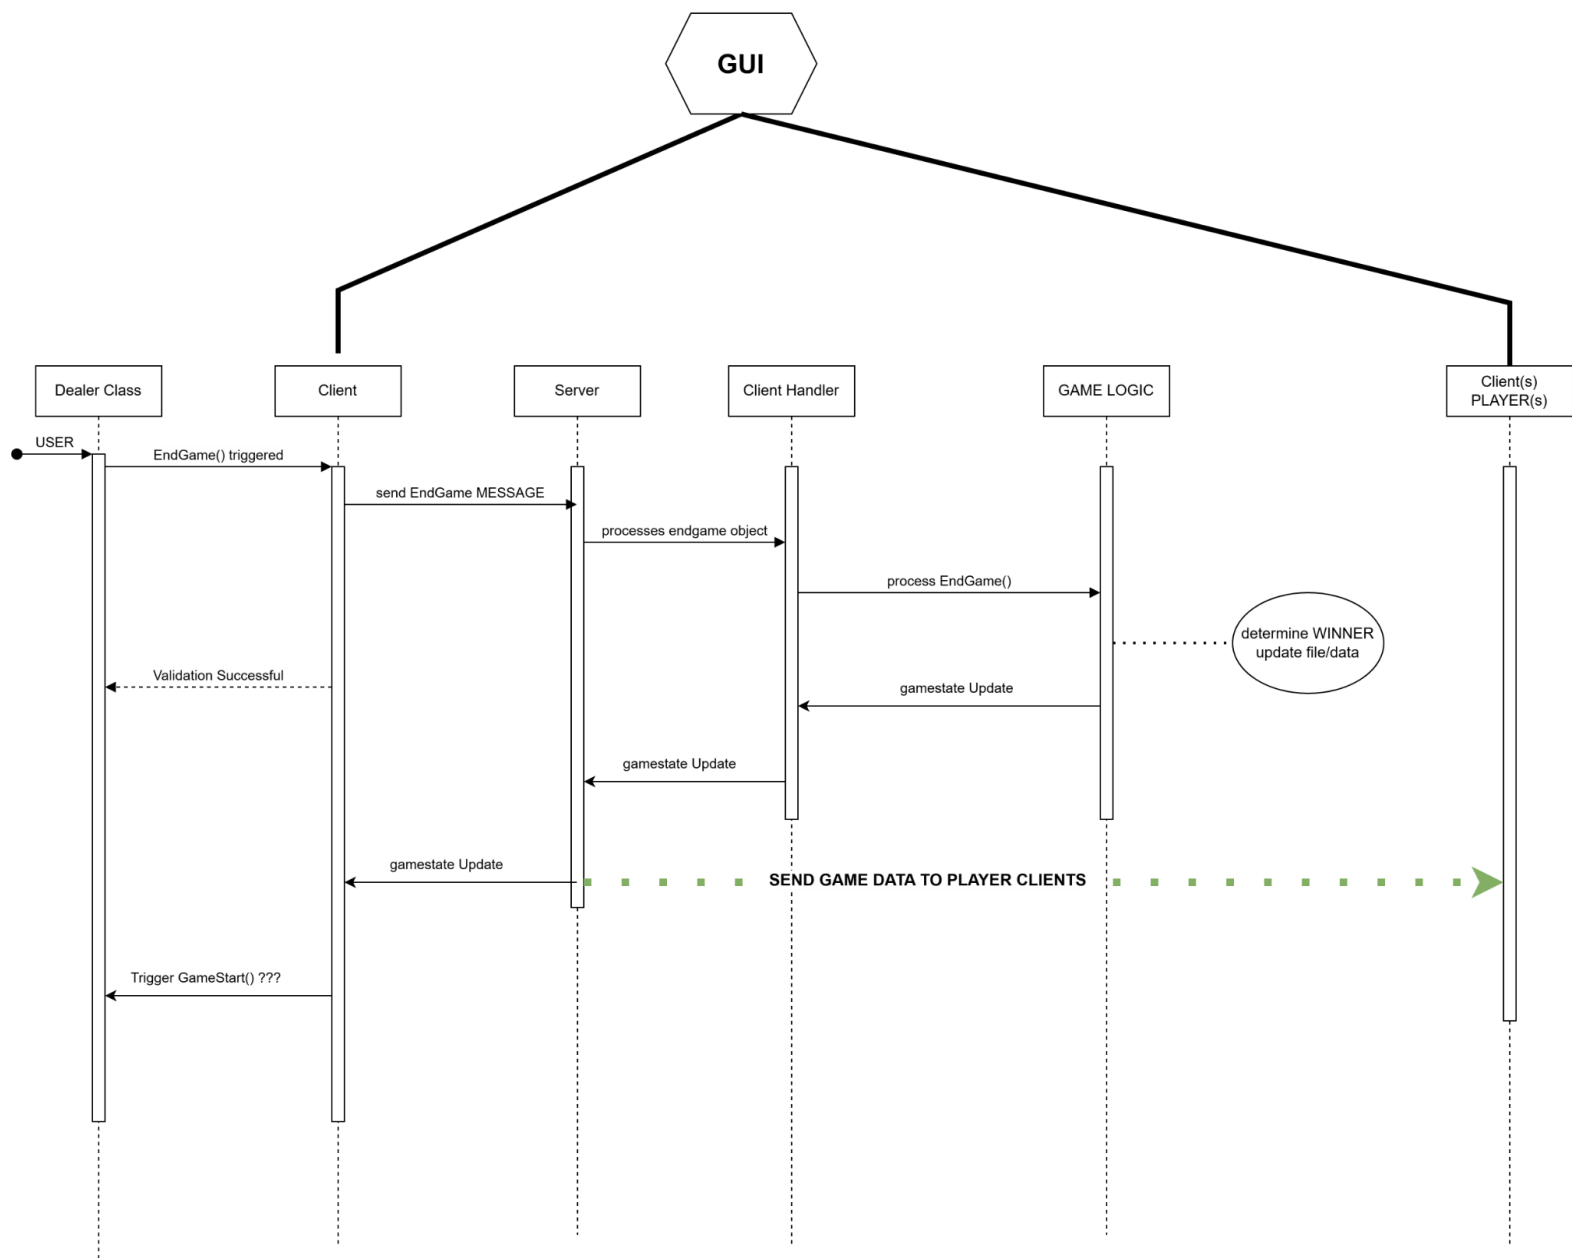 GUI
Dealer Class
Client
Server
Client Handler
GAME LOGIC
Client(s)
PLAYER(s)
USER
EndGame() triggered
send EndGame MESSAGE
processes endgame object
process EndGame()
determine WINNER
update file/data
Validation Successful
gamestate Update
gamestate Update
gamestate Update
SEND GAME DATA TO PLAYER CLIENTS
Trigger GameStart() ???